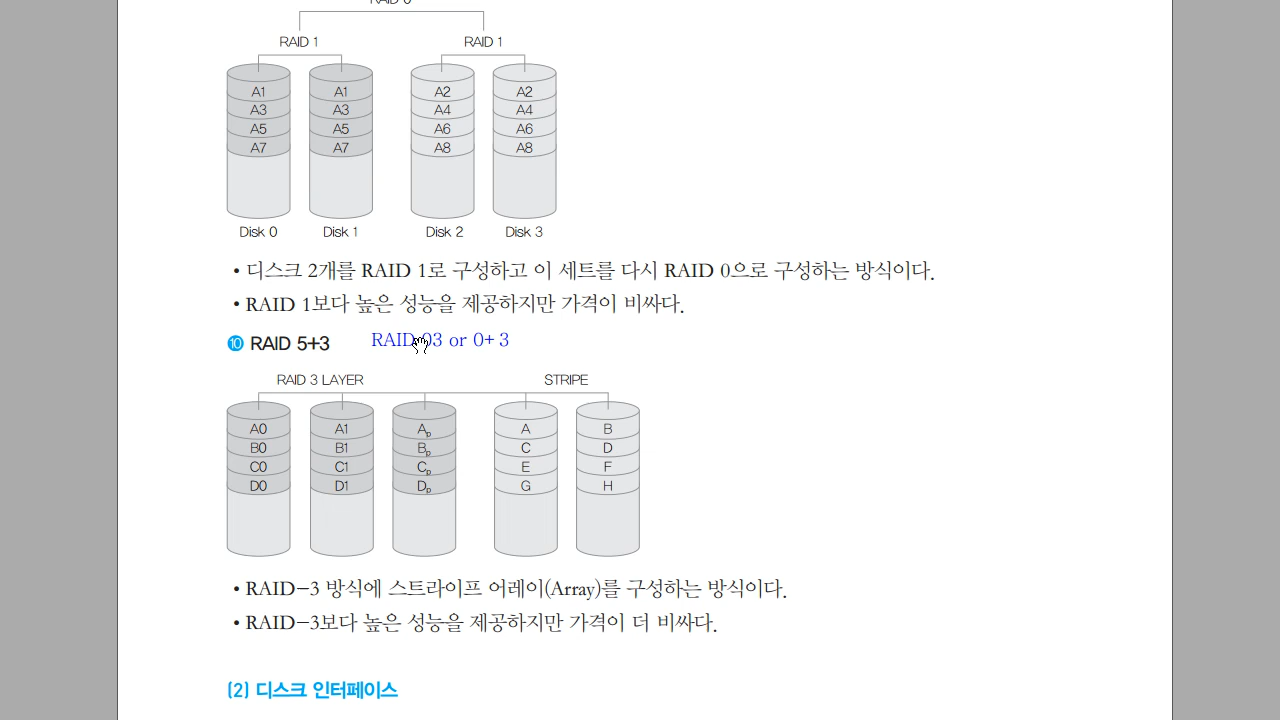 RAID 0
RAID 1 RAID 1
A1 A1 A2 A2
A3 A3 A4 A4
A5 A5 A6 A6
A7 A7 A8 A8
Disk 0 Disk 1 Disk 2 Disk 3
• 디스크 2개를 RAID 1로 구성하고 이 세트를 다시 RAID 0으로 구성하는 방식이다.
• RAID 1보다 높은 성능을 제공하지만 가격이 비싸다.
⑩ RAID 5+3 RAID 03 or 0+3
RAID 3 LAYER STRIPE
A0 A1 Ap A B
B0 B1 Bp C D
C0 C1 Cp E F
D0 D1 Dp G H
• RAID-3 방식에 스트라이프 어레이(Array)를 구성하는 방식이다.
• RAID-3보다 높은 성능을 제공하지만 가격이 더 비싸다.
(2) 디스크 인터페이스